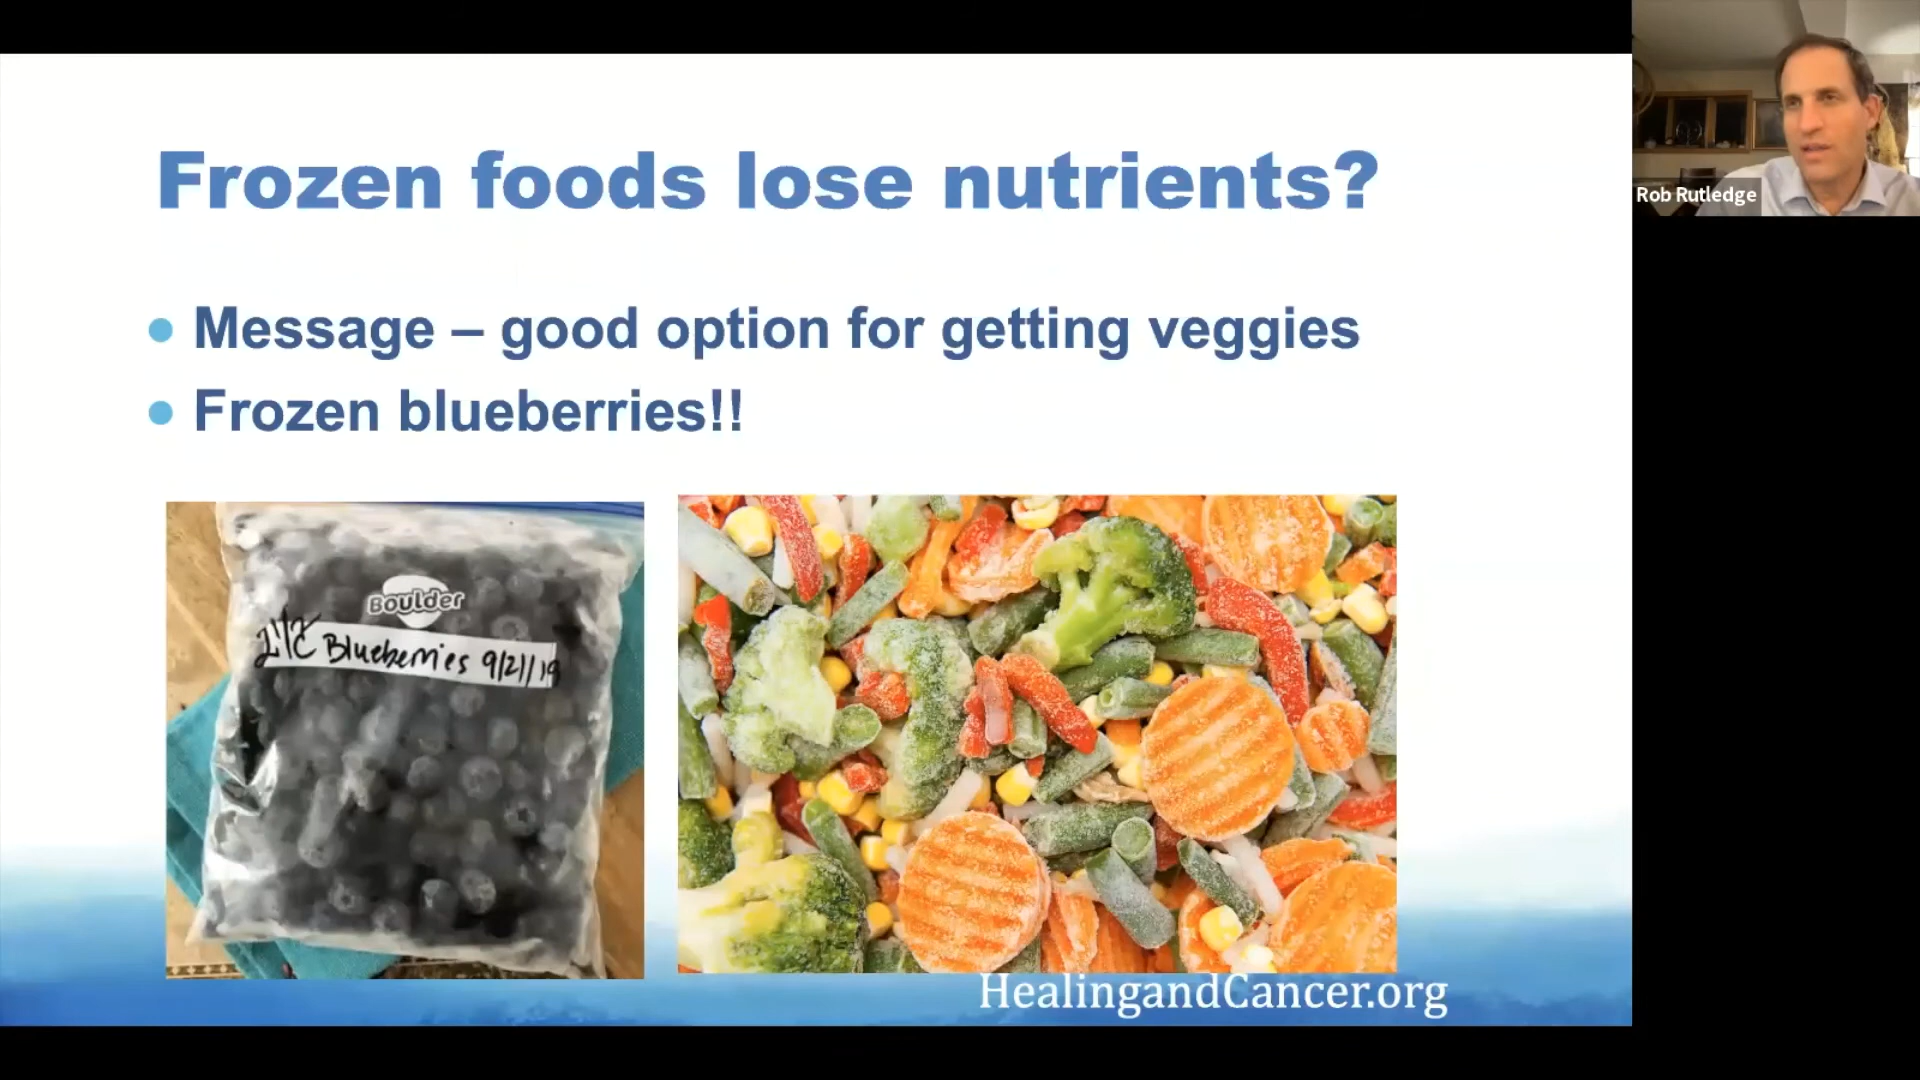 Frozen foods lose nutrients?
Message – good option for getting veggies
Frozen blueberries!!
Boulder
2 1/2 C Blueberries 9/21/19
HealingandCancer.org
Rob Rutledge